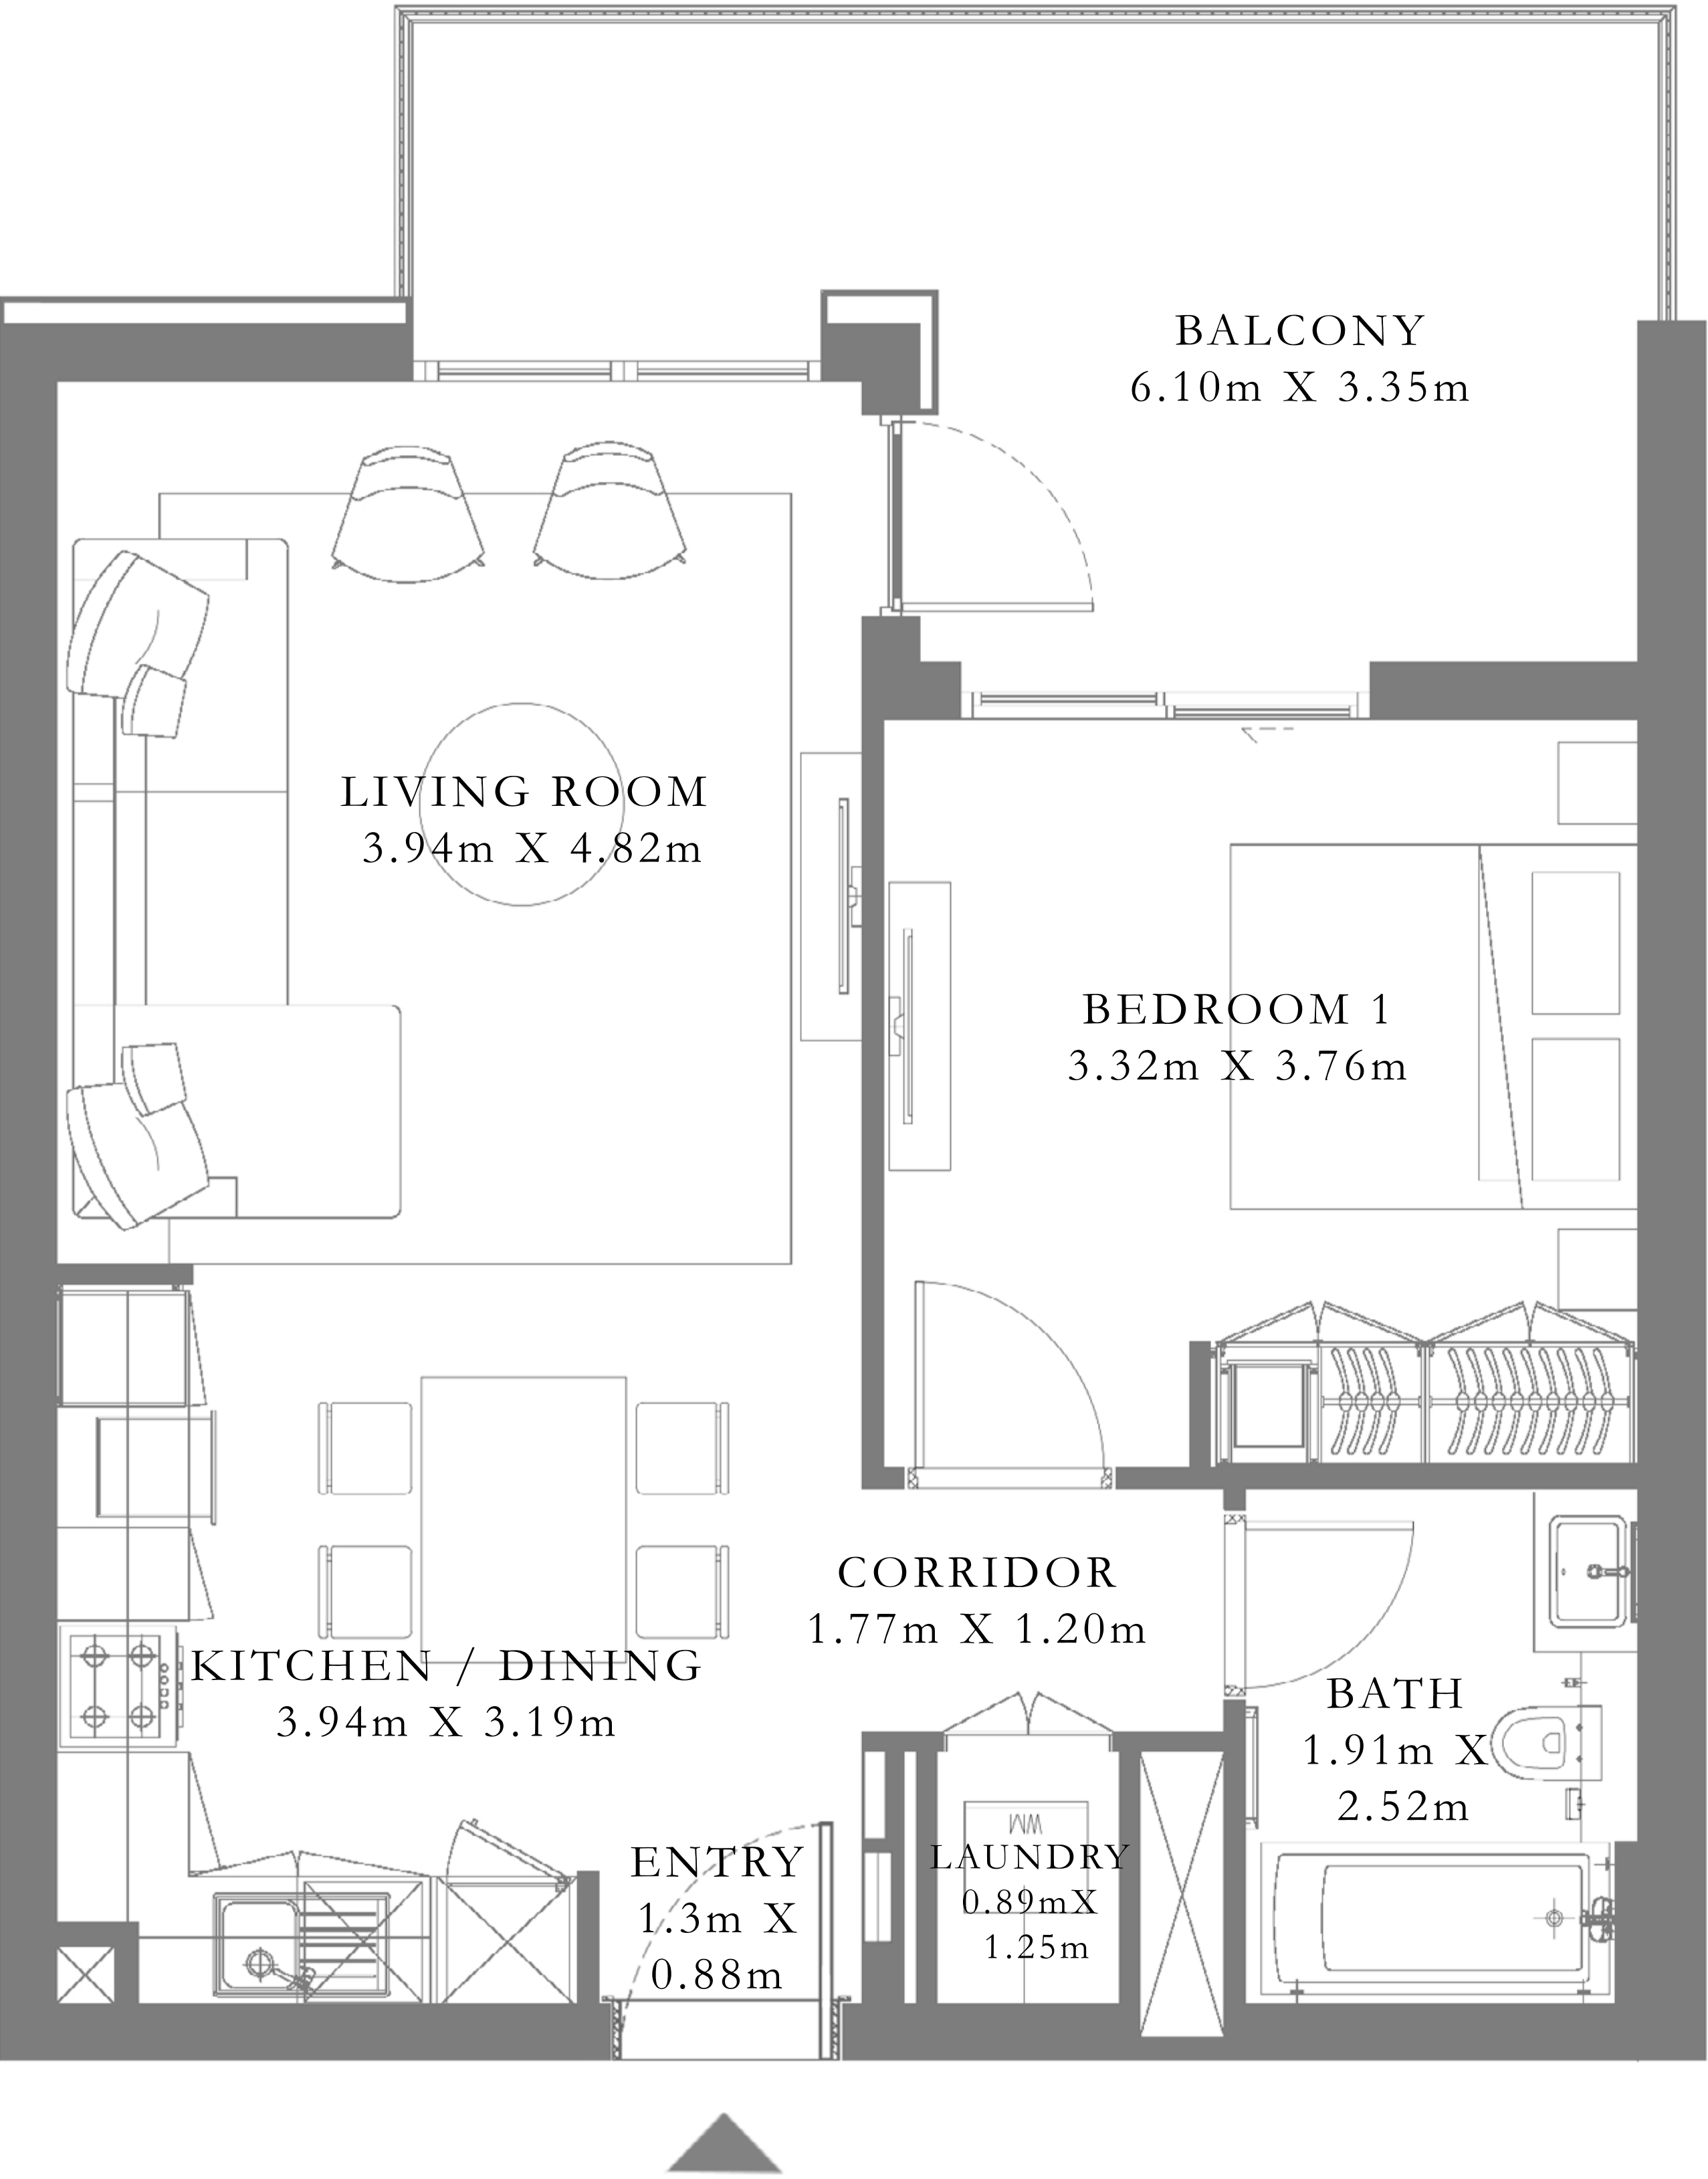 BALCONY
6.10m X 3.35m
LIVING ROOM
3.94m X 4.82m
BEDROOM 1
3.32m X 3.76m
CORRIDOR
1.77m X 1.20m
KITCHEN / DINING
3.94m X 3.19m
BATH
1.91m X
2.52m
ENTRY
1.3m X
0.88m
LAUNDRY
0.89mX
1.25m
WM